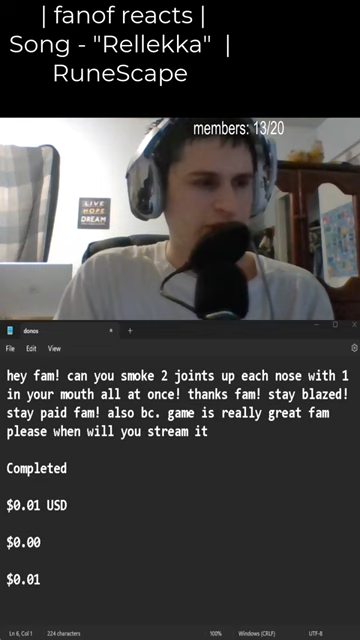 | fanof reacts |
Song - "Rellekka" |
RuneScape
members: 13/20
LIVE
HOPE
DREAM
donox
File Edit View
hey fam! can you smoke 2 joints up each nose with 1
in your mouth all at once! thanks fam! stay blazed!
stay paid fam! also bc. game is really great fam
please when will you stream it
Completed
$0.01 USD
$0.00
$0.01
Ln 6, Col 1 224 characters 100% Windows (CRLF) UTF-8